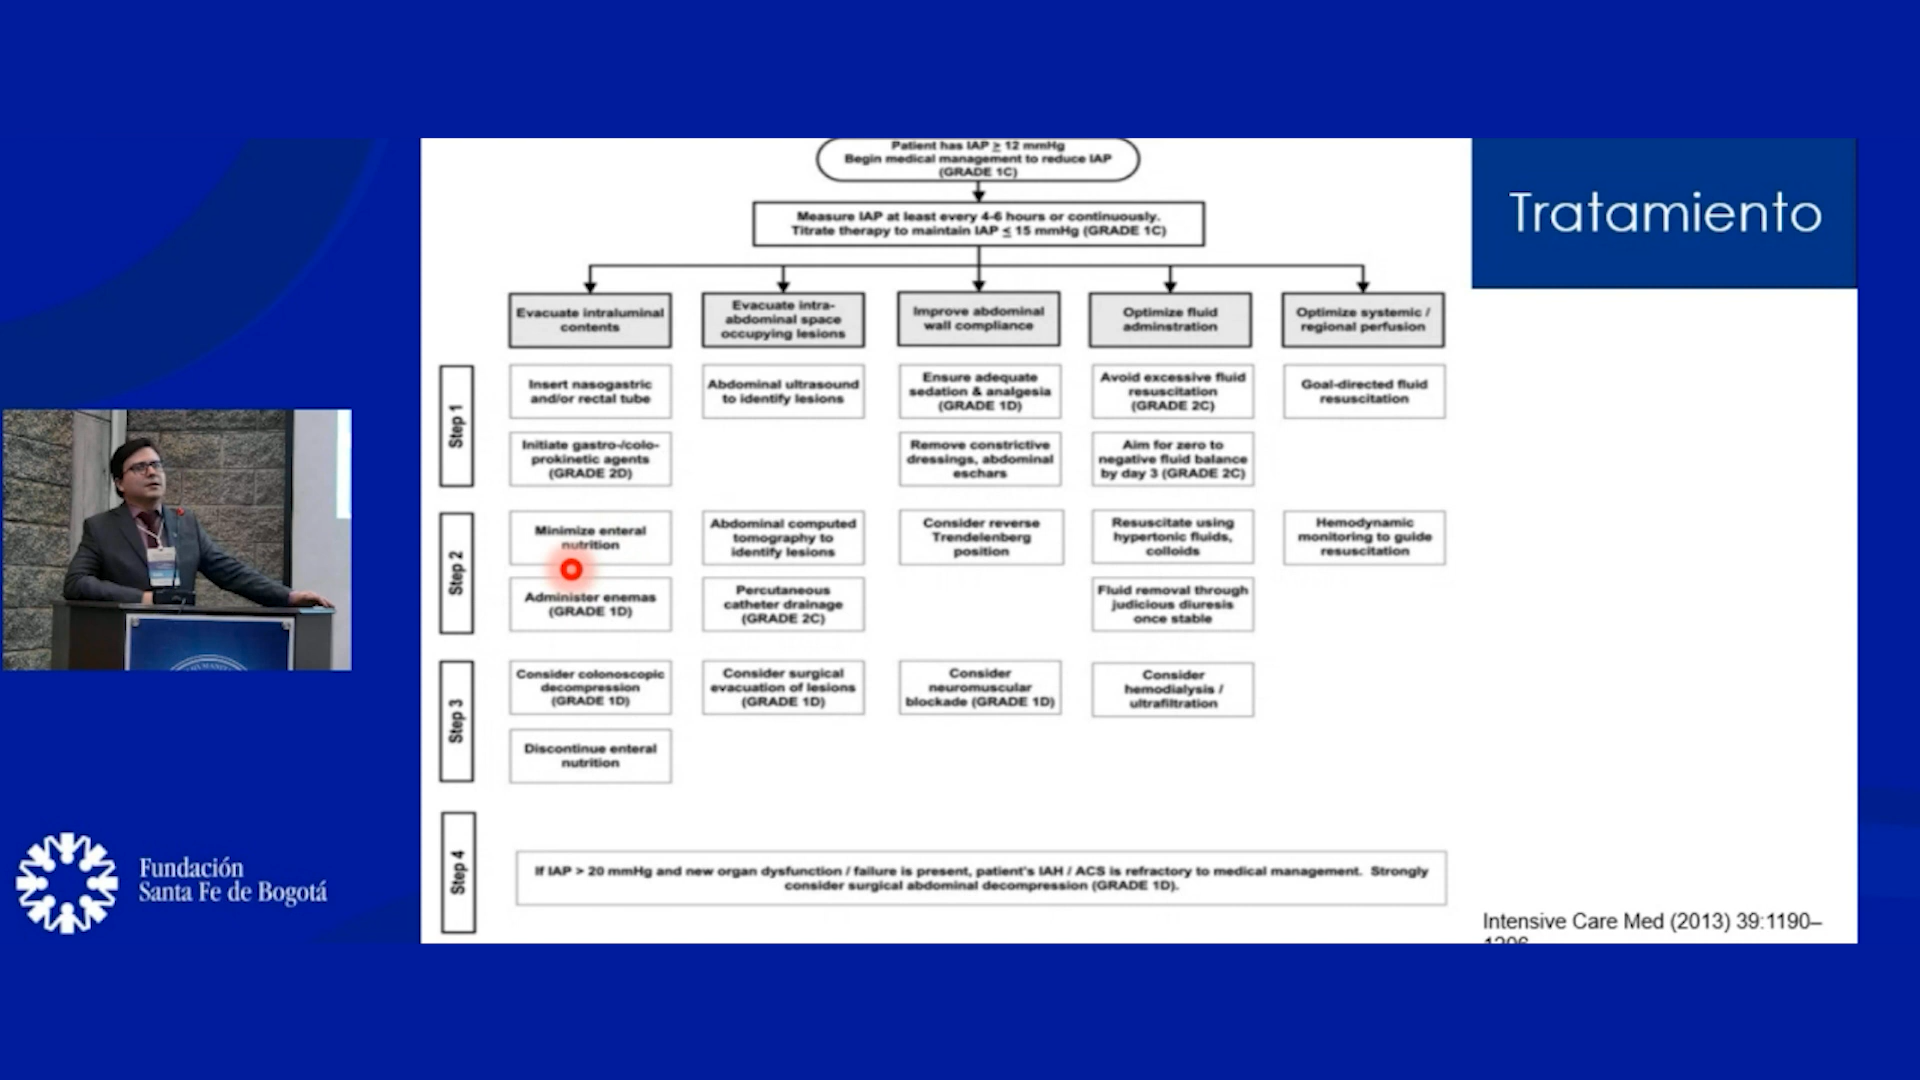 Patient has IAP ≥ 12 mmHg
Begin medical management to reduce IAP
(GRADE 1C)
Tratamiento
Measure IAP at least every 4-6 hours or continuously.
Titrate therapy to maintain IAP ≤ 15 mmHg (GRADE 1C)
Evacuate intraluminal
contents
Evacuate intra-
abdominal space
occupying lesions
Improve abdominal
wall compliance
Optimize fluid
adminstration
Optimize systemic /
regional perfusion
Step 1
Insert nasogastric
and/or rectal tube
Abdominal ultrasound
to identify lesions
Ensure adequate
sedation & analgesia
(GRADE 1D)
Avoid excessive fluid
resuscitation
(GRADE 2C)
Goal-directed fluid
resuscitation
Initiate gastro-/colo-
prokinetic agents
(GRADE 2D)
Remove constrictive
dressings, abdominal
eschars
Aim for zero to
negative fluid balance
by day 3 (GRADE 2C)
Step 2
Minimize enteral
nutrition
Abdominal computed
tomography to
identify lesions
Consider reverse
Trendelenberg
position
Resuscitate using
hypertonic fluids,
colloids
Hemodynamic
monitoring to guide
resuscitation
Administer enemas
(GRADE 1D)
Percutaneous
catheter drainage
(GRADE 2C)
Fluid removal through
judicious diuresis
once stable
Step 3
Consider colonoscopic
decompression
(GRADE 1D)
Consider surgical
evacuation of lesions
(GRADE 1D)
Consider
neuromuscular
blockade (GRADE 1D)
Consider
hemodialysis /
ultrafiltration
Discontinue enteral
nutrition
Step 4
If IAP > 20 mmHg and new organ dysfunction / failure is present, patient's IAH / ACS is refractory to medical management. Strongly
consider surgical abdominal decompression (GRADE 1D).
Fundación
Santa Fe de Bogotá
Intensive Care Med (2013) 39:1190–